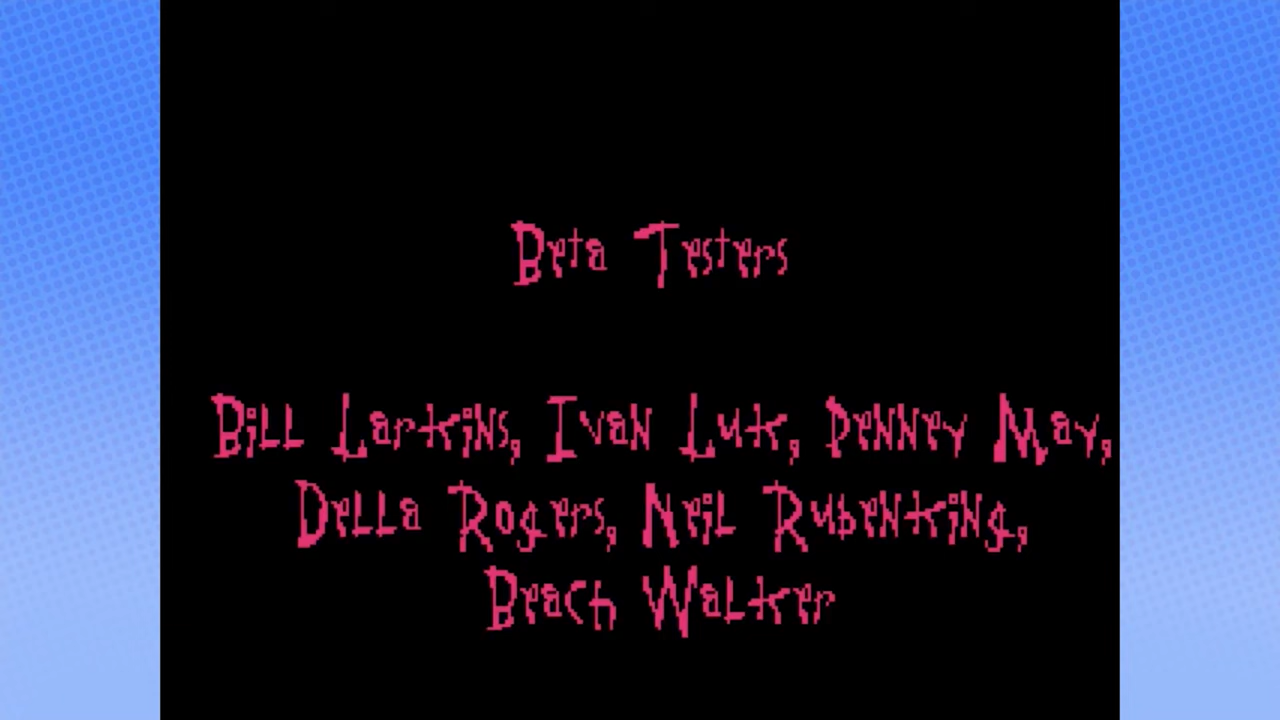 Beta Testers
Bill Larkins, Ivan Luk, Penney May,
Della Rogers, Neil Rubenking,
Beach Walker